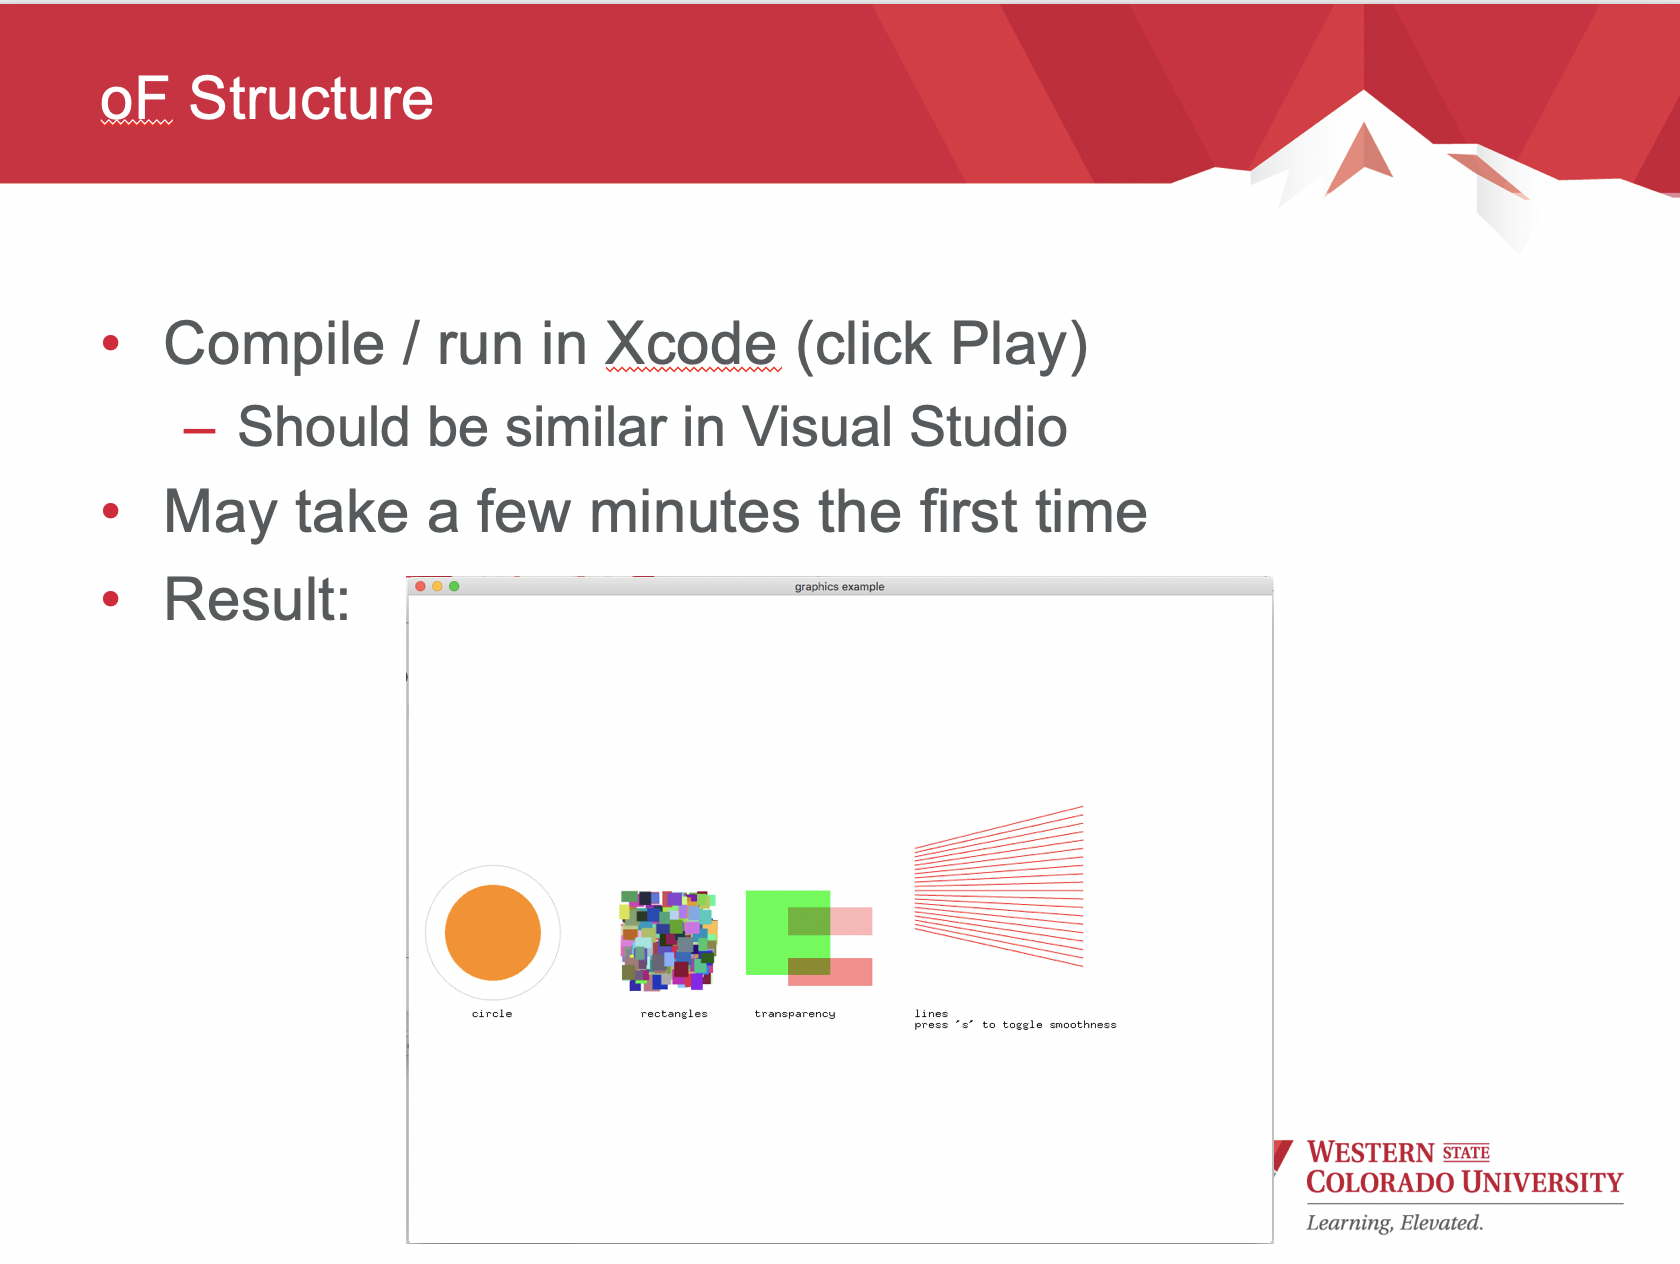 oF Structure
• Compile / run in Xcode (click Play)
– Should be similar in Visual Studio
• May take a few minutes the first time
• Result:
graphics example
circle
rectangles
transparency
lines
press 's' to toggle smoothness
WESTERN STATE
COLORADO UNIVERSITY
Learning, Elevated.